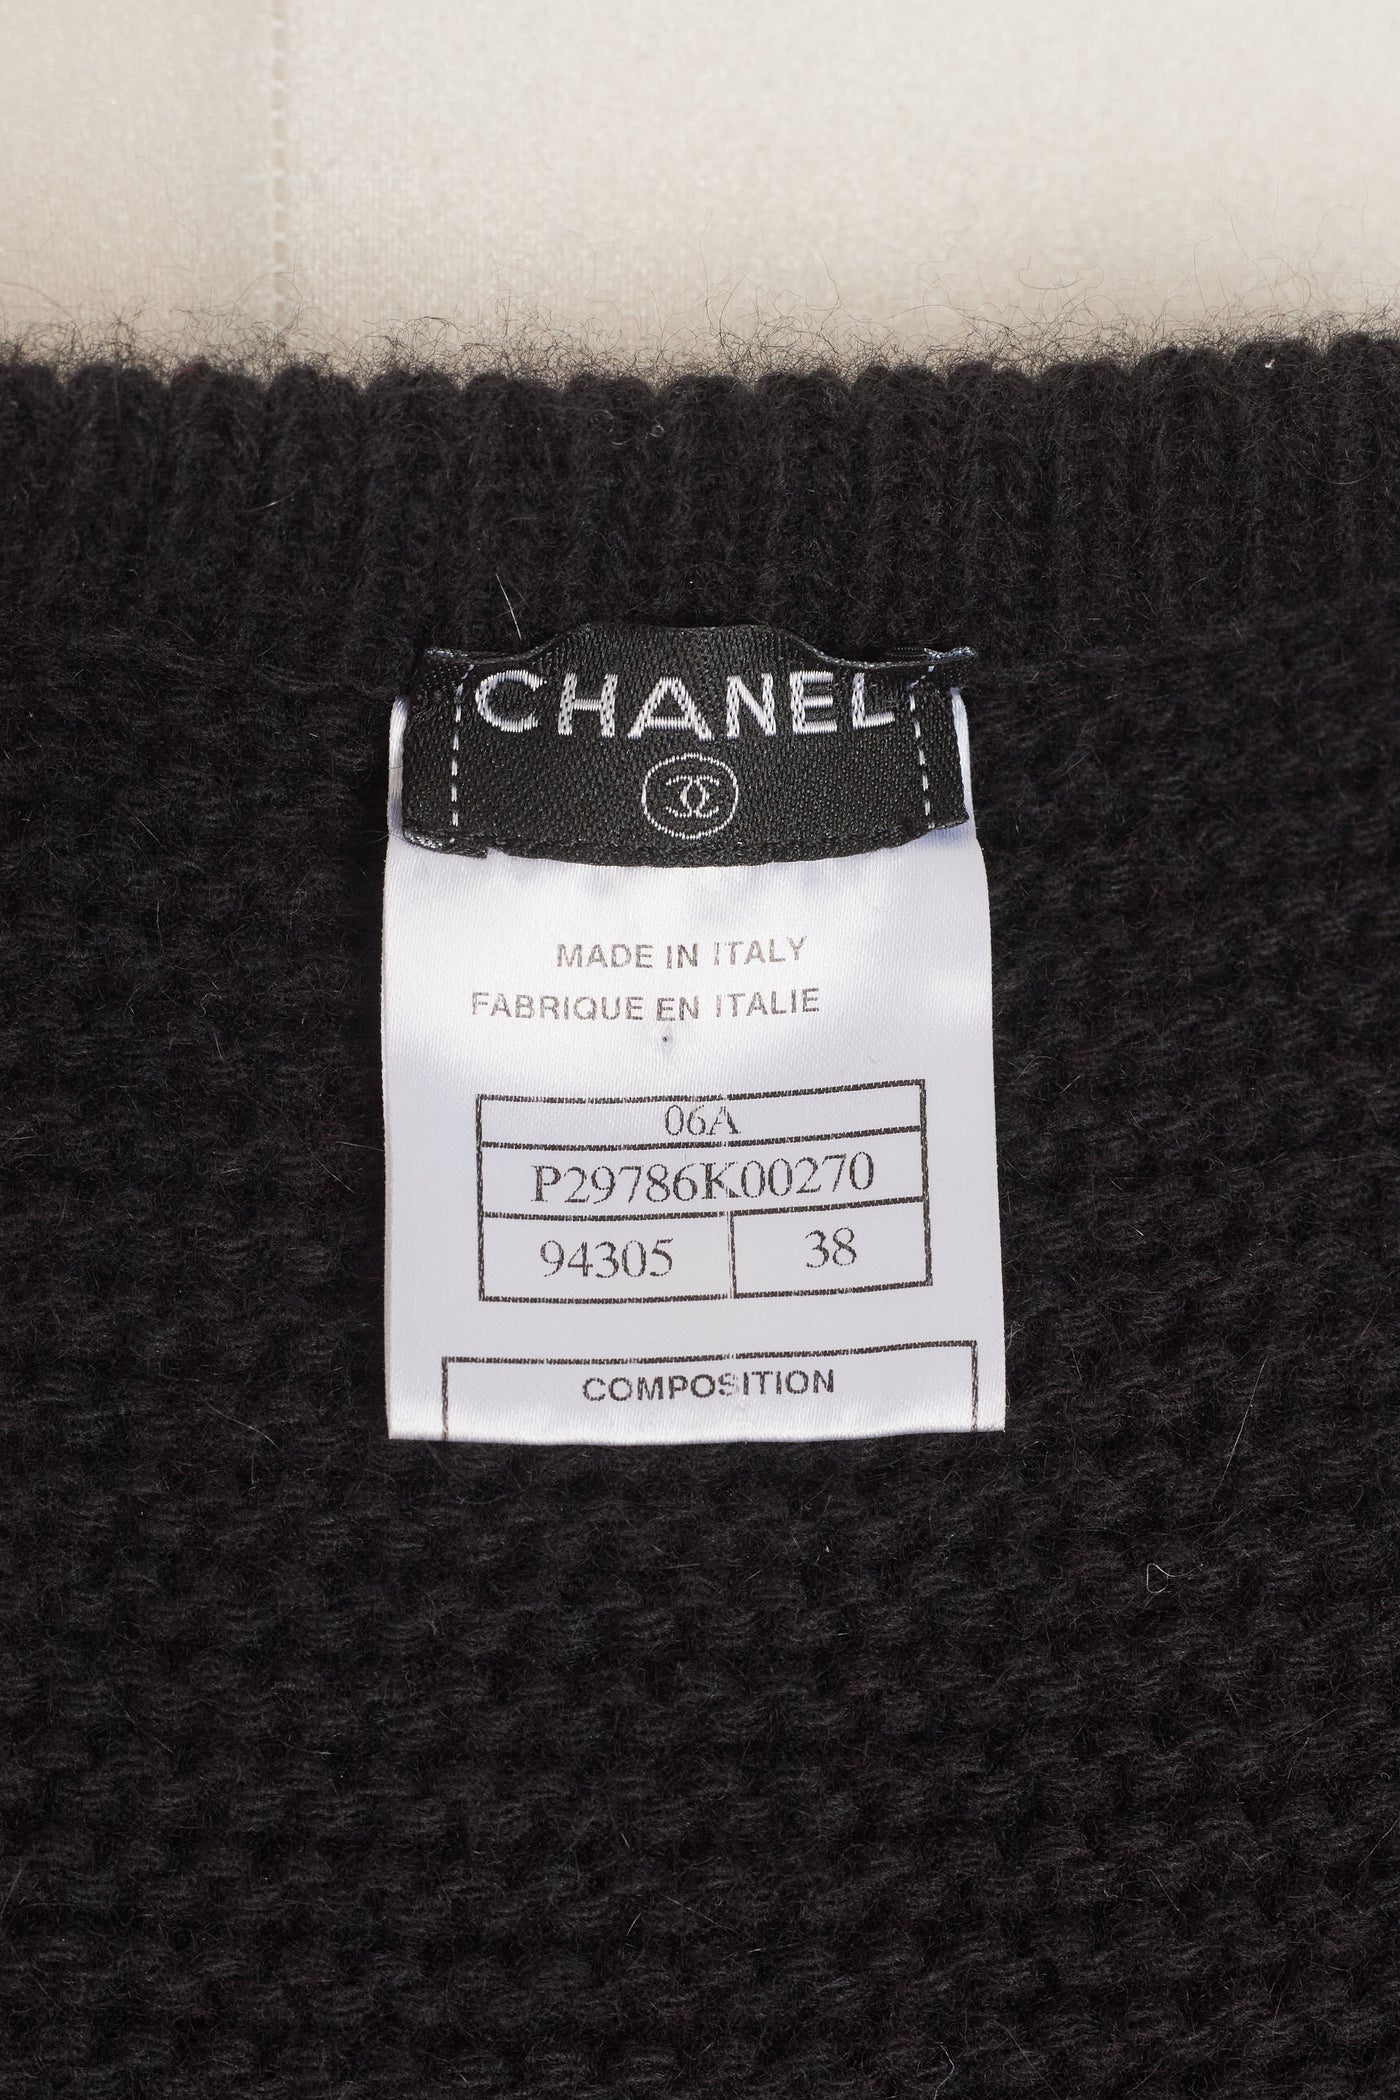 CHANEL
MADE IN ITALY
FABRIQUE EN ITALIE
06A
P29786K00270
94305 38
COMPOSITION